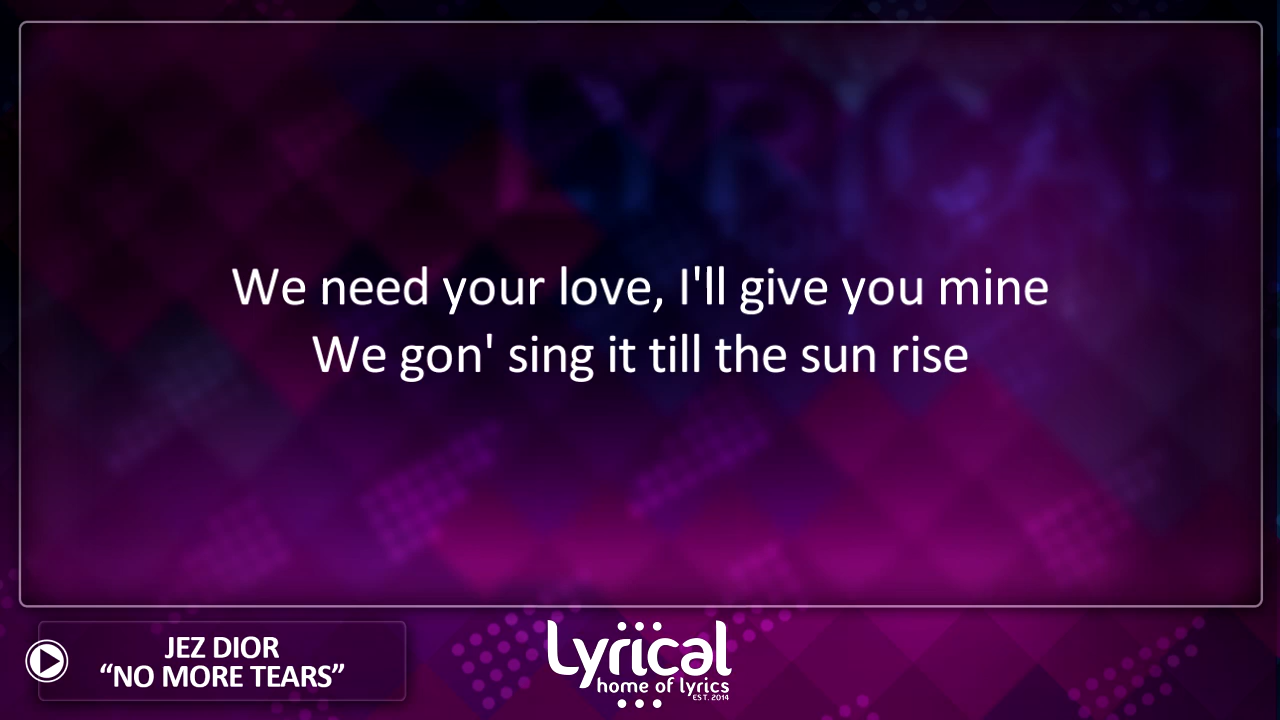 LYRICAL
We need your love, I'll give you mine
We gon' sing it till the sun rise
JEZ DIOR
“NO MORE TEARS”
Lyrical
home of lyrics
EST. 2014